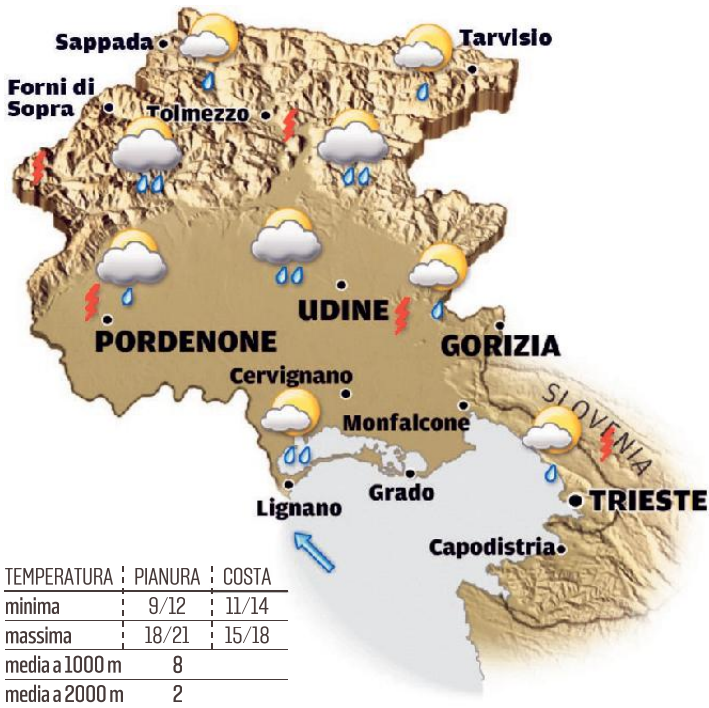 Sappada
Tarvisio
Forni di
Sopra
Tolmezzo
UDINE
PORDENONE
GORIZIA
Cervignano
SLOVENIA
Monfalcone
Grado
Lignano
TRIESTE
Capodistria
TEMPERATURA PIANURA COSTA
minima 9/12 11/14
massima 18/21 15/18
media a 1000 m 8
media a 2000 m 2